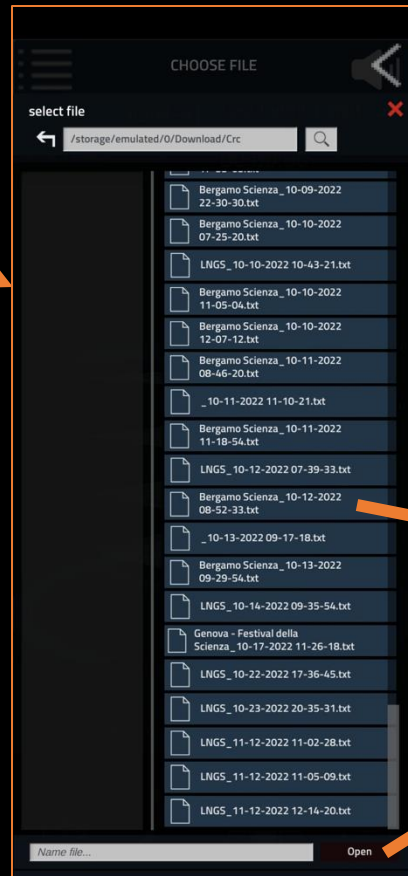 CHOOSE FILE
select file
/storage/emulated/0/Download/Crc
Bergamo Scienza_10-09-2022
22-30-30.txt
Bergamo Scienza_10-10-2022
07-25-20.txt
LNGS_10-10-2022 10-43-21.txt
Bergamo Scienza_10-10-2022
11-05-04.txt
Bergamo Scienza_10-10-2022
12-07-12.txt
Bergamo Scienza_10-11-2022
08-46-20.txt
_10-11-2022 11-10-21.txt
Bergamo Scienza_10-11-2022
11-18-54.txt
LNGS_10-12-2022 07-39-33.txt
Bergamo Scienza_10-12-2022
08-52-33.txt
_10-13-2022 09-17-18.txt
Bergamo Scienza_10-13-2022
09-29-54.txt
LNGS_10-14-2022 09-35-54.txt
Genova - Festival della
Scienza_10-17-2022 11-26-18.txt
LNGS_10-22-2022 17-36-45.txt
LNGS_10-23-2022 20-35-31.txt
LNGS_11-12-2022 11-02-28.txt
LNGS_11-12-2022 11-05-09.txt
LNGS_11-12-2022 12-14-20.txt
Name file...
Open